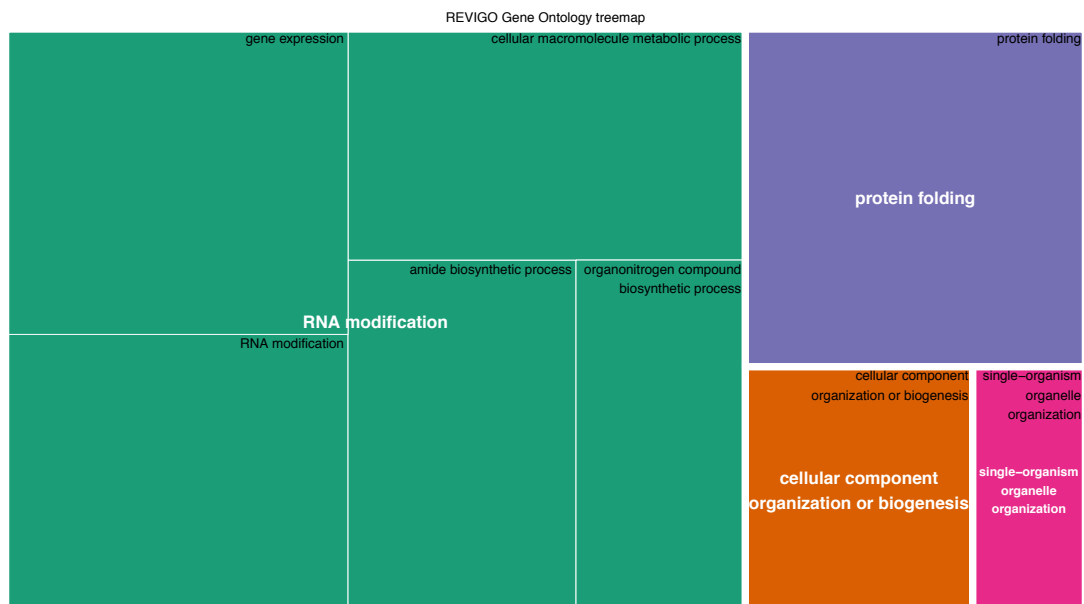 REVIGO Gene Ontology treemap
gene expression
cellular macromolecule metabolic process
protein folding
protein folding
amide biosynthetic process
organonitrogen compound
biosynthetic process
RNA modification
RNA modification
cellular component
organization or biogenesis
single−organism
organelle
organization
cellular component
organization or biogenesis
single−organism
organelle
organization